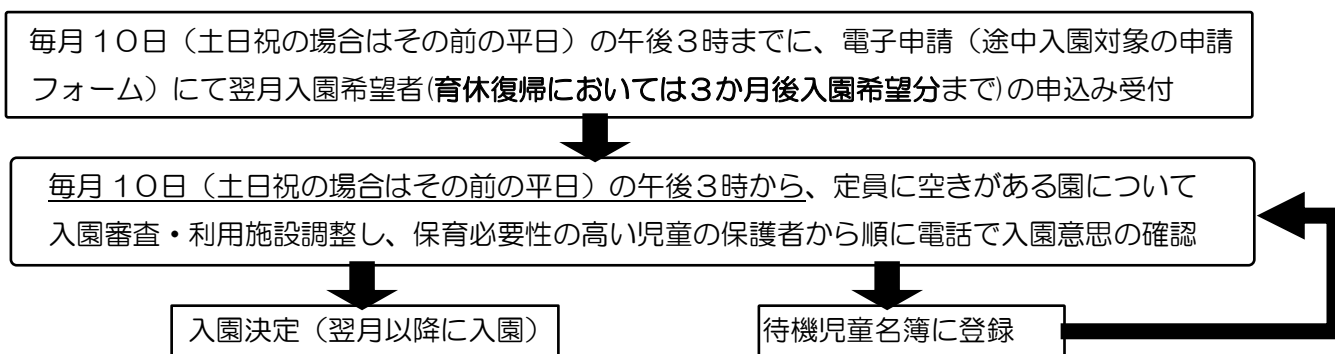 毎月１０日（土日祝の場合はその前の平日）の午後３時までに、電子申請（途中入園対象の申請
フォーム）にて翌月入園希望者(育休復帰においては３か月後入園希望分まで)の申込み受付
毎月１０日（土日祝の場合はその前の平日）の午後３時から、定員に空きがある園について
入園審査・利用施設調整し、保育必要性の高い児童の保護者から順に電話で入園意思の確認
入園決定（翌月以降に入園）
待機児童名簿に登録